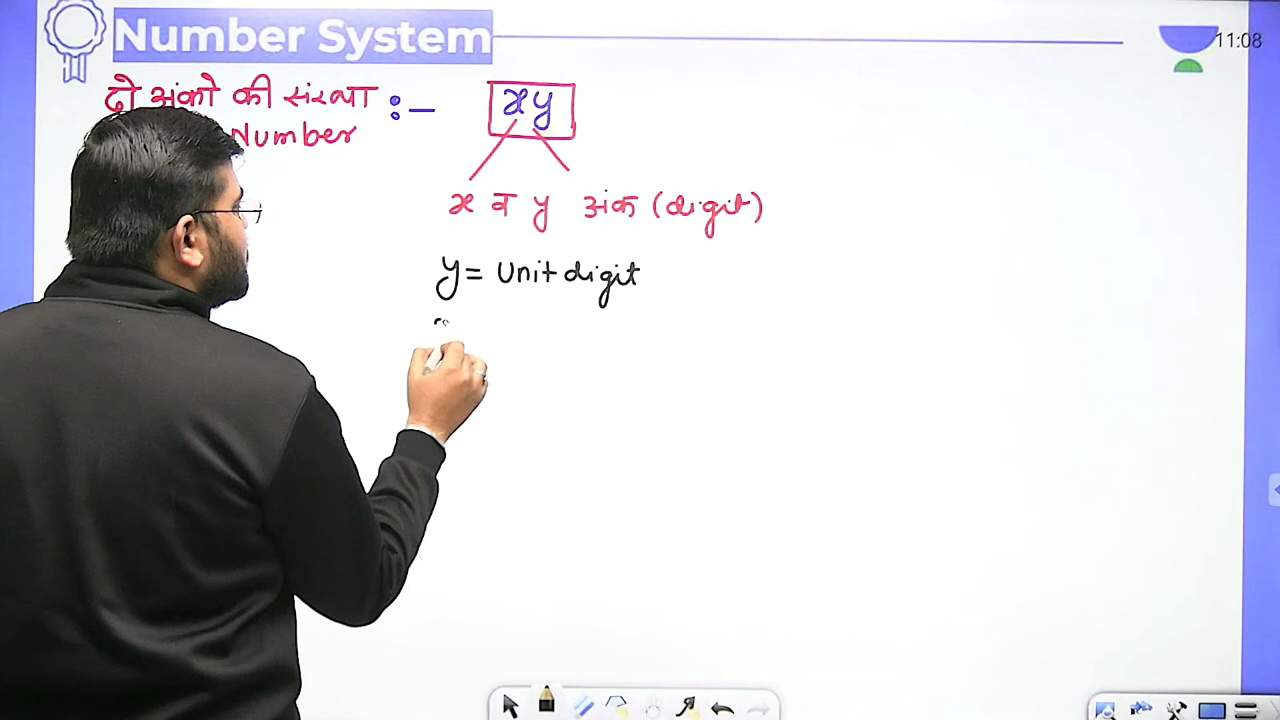 Number System
11:08
दो अंको की संख्या :- xy
Number
x व y अंक (digit)
y = Unit digit